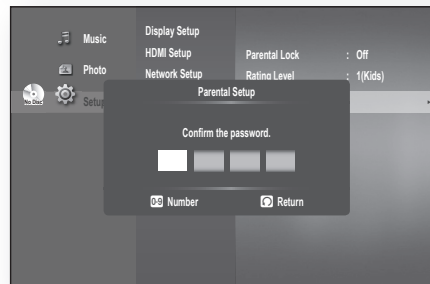 Music
Photo
No Disc
Setup
Display Setup
HDMI Setup
Network Setup
Parental Lock : Off
Rating Level : 1(Kids)
Parental Setup
Confirm the password.
0-9 Number
Return